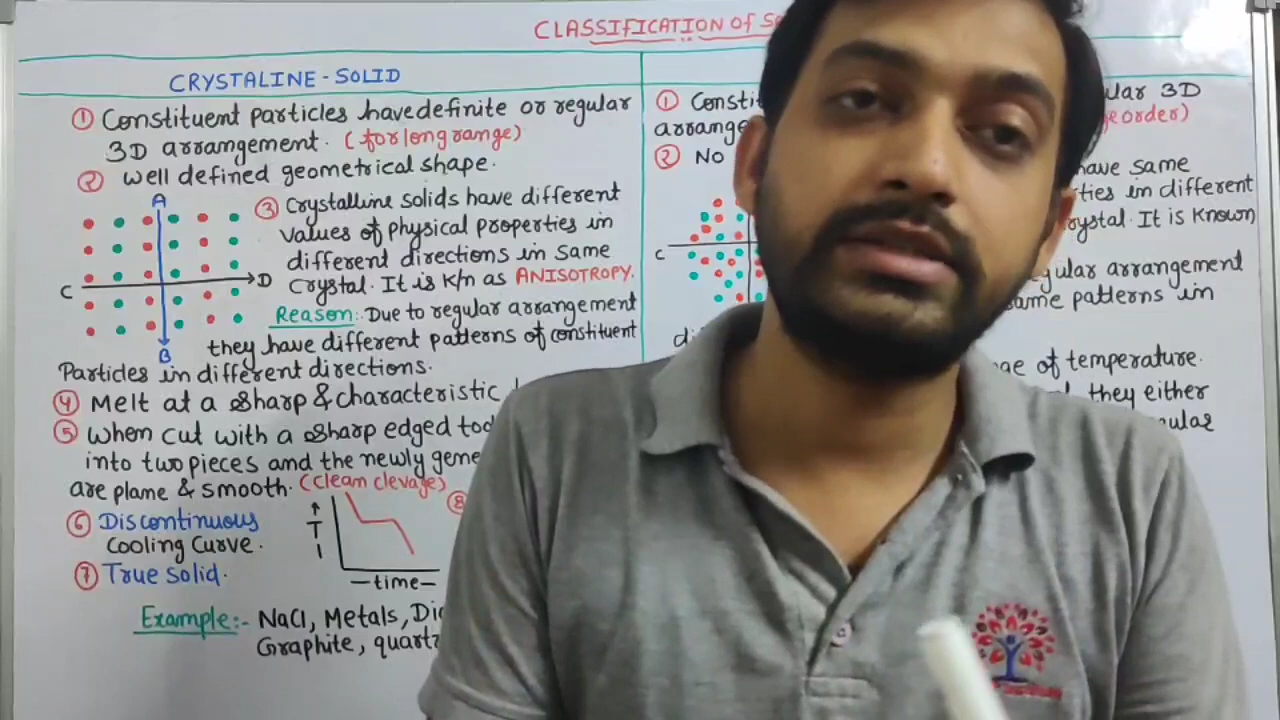 CLASSIFICATION of S
CRYSTALINE-SOLID
① Constituent particles have definite or regular
3D arrangement. (for long range)
② well defined geometrical shape.
A
C
D
B
③ Crystalline solids have different
values of physical properties in
different directions in same
crystal. It is k/n as ANISOTROPY.
Reason:. Due to regular arrangement
they have different patterns of constituent
Particles in different directions.
④ Melt at a sharp & characteristic
⑤ When cut with a sharp edged too
into two pieces and the newly gene
are plane & smooth. (clean clevage)
⑥ Discontinuous
Cooling Curve.
T
time
⑦ True Solid.
⑧
Example:- NaCl, Metals, Di
Graphite, quartz
① Consti
ular 3D
arrange
e order)
② No
have same
ties in different
C
crystal. It is known
gular arrangement
same patterns in
di
nge of temperature.
they either
gular